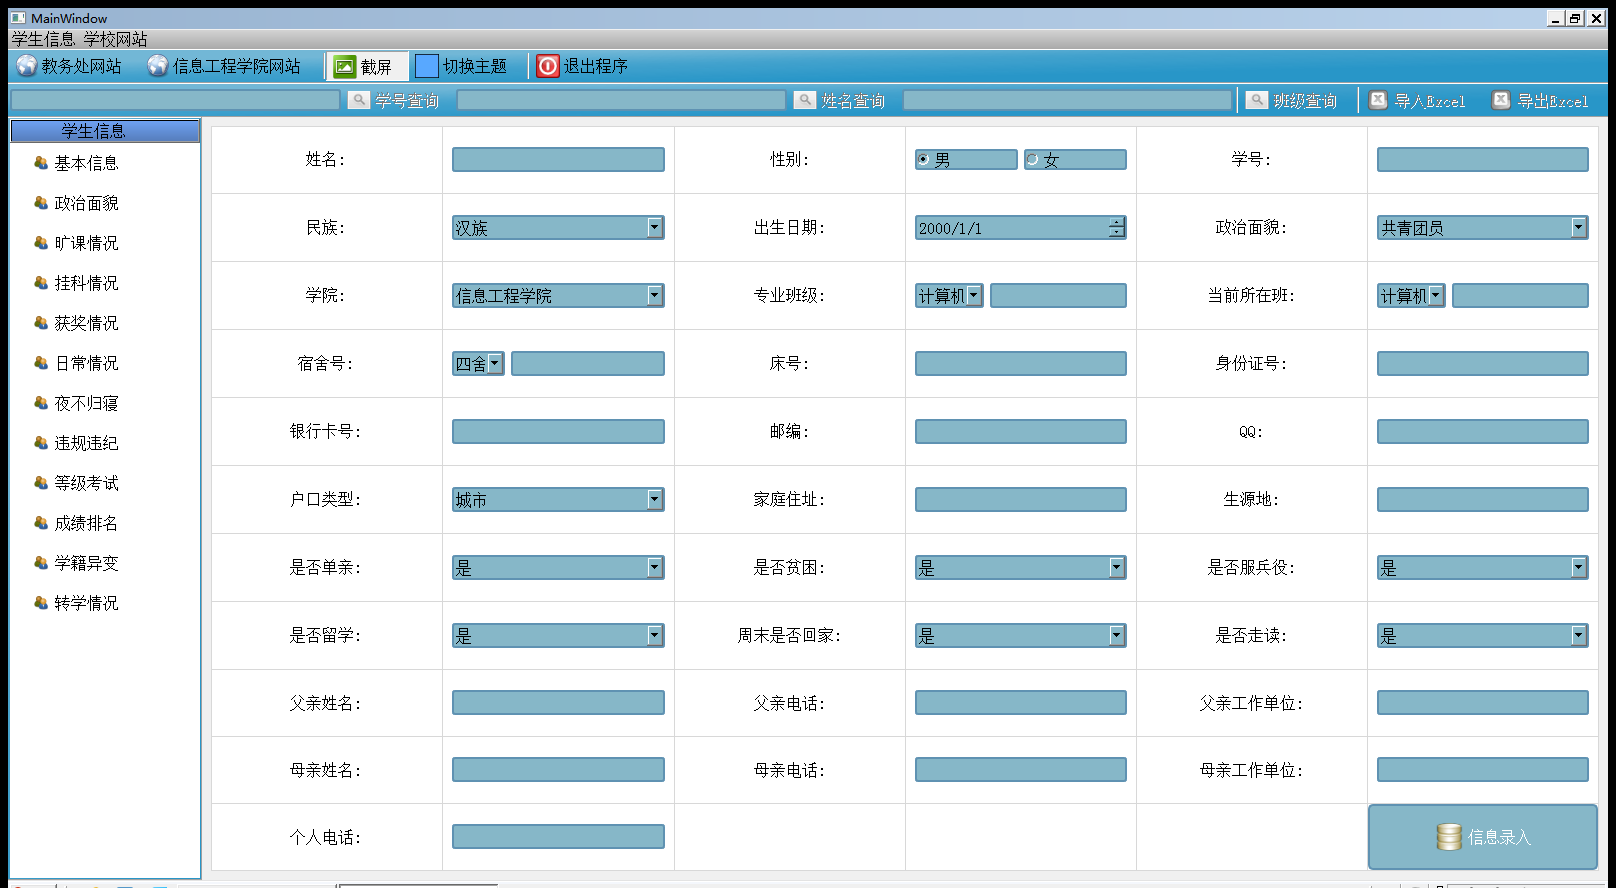 MainWindow
学生信息 学校网站
教务处网站 信息工程学院网站 截屏 切换主题 退出程序
学号查询 姓名查询 班级查询 导入Excel 导出Excel
学生信息
基本信息
政治面貌
旷课情况
挂科情况
获奖情况
日常情况
夜不归寝
违规违纪
等级考试
成绩排名
学籍异变
转学情况
姓名: 性别: 男 女 学号:
民族: 汉族 出生日期: 2000/1/1 政治面貌: 共青团员
学院: 信息工程学院 专业班级: 计算机 当前所在班: 计算机
宿舍号: 四舍 床号: 身份证号:
银行卡号: 邮编: QQ:
户口类型: 城市 家庭住址: 生源地:
是否单亲: 是 是否贫困: 是 是否服兵役: 是
是否留学: 是 周末是否回家: 是 是否走读: 是
父亲姓名: 父亲电话: 父亲工作单位:
母亲姓名: 母亲电话: 母亲工作单位:
个人电话: 信息录入